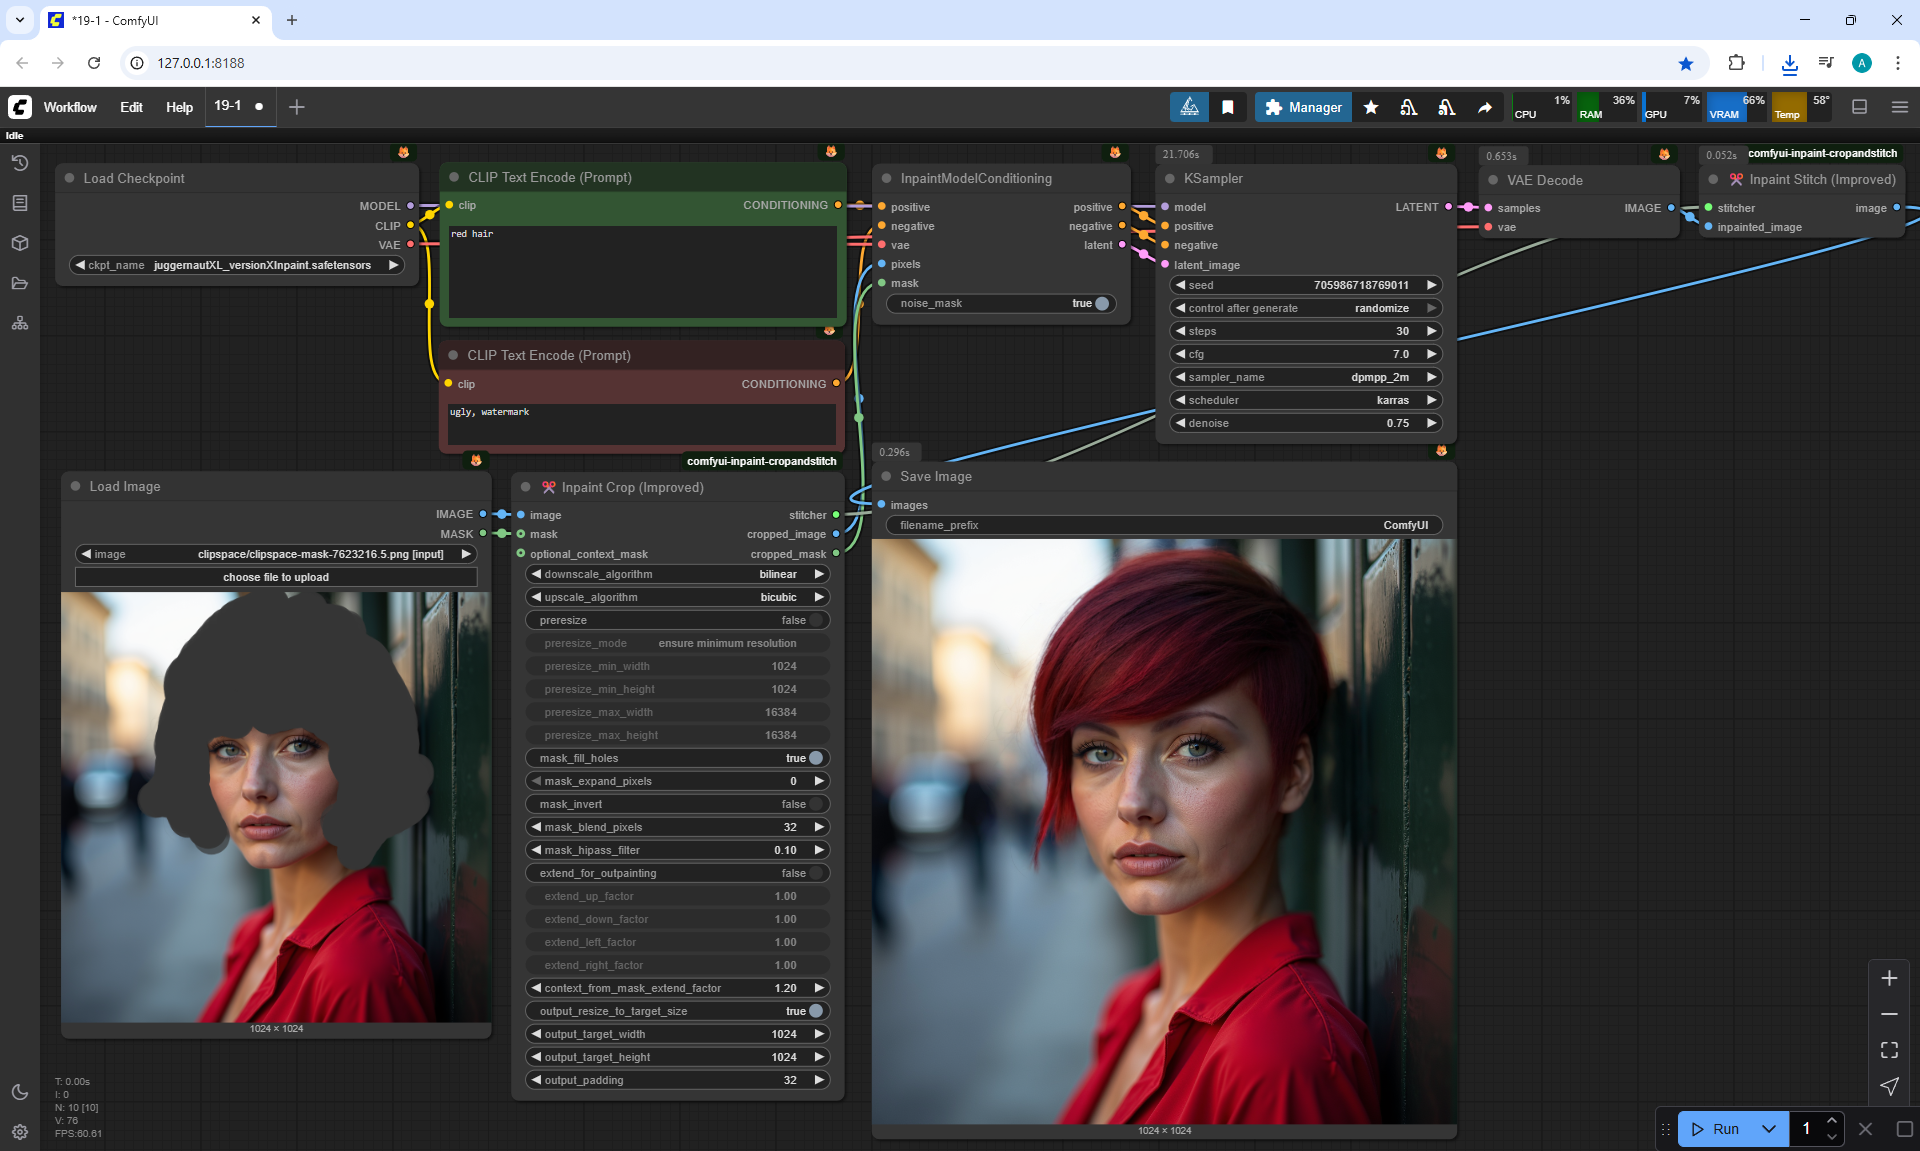 *19-1 - ComfyUI
127.0.0.1:8188
Workflow Edit Help 19-1
Manager
CPU 1% RAM 36% GPU 7% VRAM 66% Temp 58°
Idle
Load Checkpoint
MODEL
CLIP
VAE
ckpt_name juggernautXL_versionXInpaint.safetensors
CLIP Text Encode (Prompt)
clip CONDITIONING
red hair
CLIP Text Encode (Prompt)
clip CONDITIONING
ugly, watermark
InpaintModelConditioning
positive positive
negative negative
vae latent
pixels
mask
noise_mask true
21.706s
KSampler
model LATENT
positive
negative
latent_image
seed 705986718769011
control after generate randomize
steps 30
cfg 7.0
sampler_name dpmpp_2m
scheduler karras
denoise 0.75
0.653s
VAE Decode
samples IMAGE
vae
0.052s comfyui-inpaint-cropandstitch
Inpaint Stitch (Improved)
stitcher image
inpainted_image
Load Image
IMAGE
MASK
image clipspace/clipspace-mask-7623216.5.png [input]
choose file to upload
1024 × 1024
comfyui-inpaint-cropandstitch
Inpaint Crop (Improved)
image stitcher
mask cropped_image
optional_context_mask cropped_mask
downscale_algorithm bilinear
upscale_algorithm bicubic
preresize false
preresize_mode ensure minimum resolution
preresize_min_width 1024
preresize_min_height 1024
preresize_max_width 16384
preresize_max_height 16384
mask_fill_holes true
mask_expand_pixels 0
mask_invert false
mask_blend_pixels 32
mask_hipass_filter 0.10
extend_for_outpainting false
extend_up_factor 1.00
extend_down_factor 1.00
extend_left_factor 1.00
extend_right_factor 1.00
context_from_mask_extend_factor 1.20
output_resize_to_target_size true
output_target_width 1024
output_target_height 1024
output_padding 32
0.296s
Save Image
images
filename_prefix ComfyUI
1024 × 1024
T: 0.00s
I: 0
N: 10 [10]
V: 76
FPS:60.61
Run 1
A